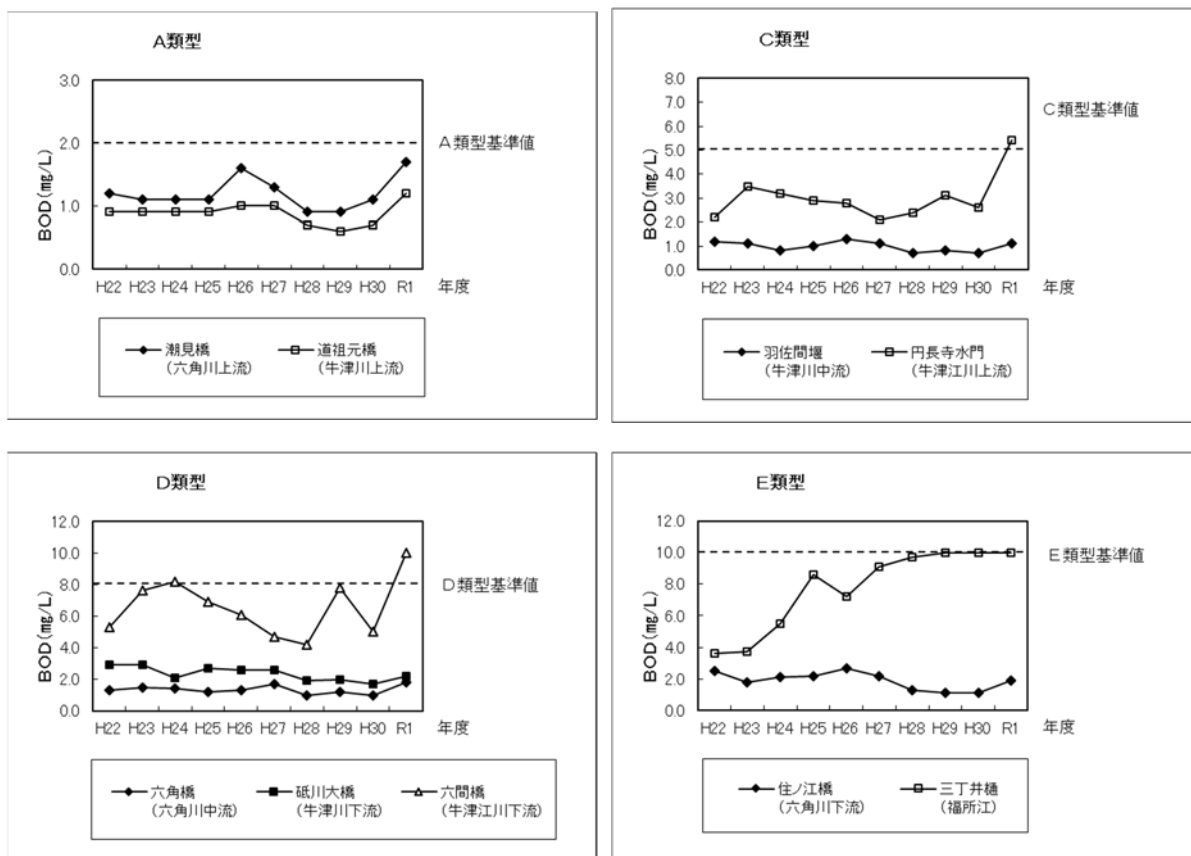 A類型
3.0
2.0
1.0
0.0
BOD(mg/L)
A類型基準値
H22 H23 H24 H25 H26 H27 H28 H29 H30 R1 年度
潮見橋 道祖元橋
(六角川上流) (牛津川上流)
C類型
8.0
7.0
6.0
5.0
4.0
3.0
2.0
1.0
0.0
BOD(mg/L)
C類型基準値
H22 H23 H24 H25 H26 H27 H28 H29 H30 R1 年度
羽佐間堰 円長寺水門
(牛津川中流) (牛津江川上流)
D類型
12.0
10.0
8.0
6.0
4.0
2.0
0.0
BOD(mg/L)
D類型基準値
H22 H23 H24 H25 H26 H27 H28 H29 H30 R1 年度
六角橋 砥川大橋 六間橋
(六角川中流) (牛津川下流) (牛津江川下流)
E類型
12.0
10.0
8.0
6.0
4.0
2.0
0.0
BOD(mg/L)
E類型基準値
H22 H23 H24 H25 H26 H27 H28 H29 H30 R1 年度
住ノ江橋 三丁井樋
(六角川下流) (福所江)